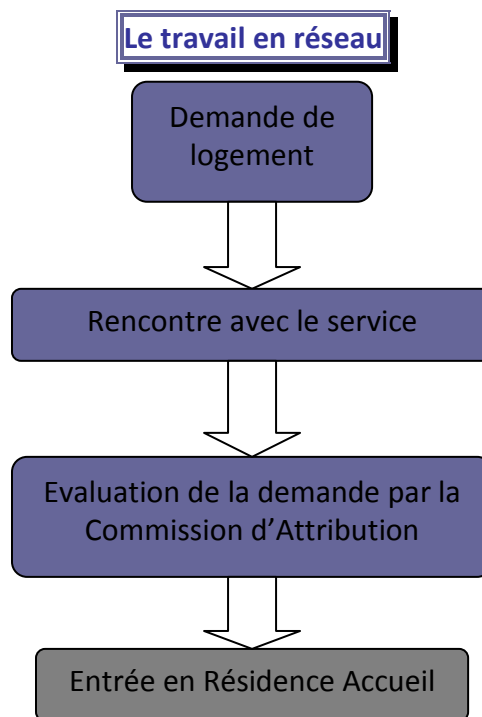 Le travail en réseau
Demande de
logement
Rencontre avec le service
Evaluation de la demande par la
Commission d’Attribution
Entrée en Résidence Accueil